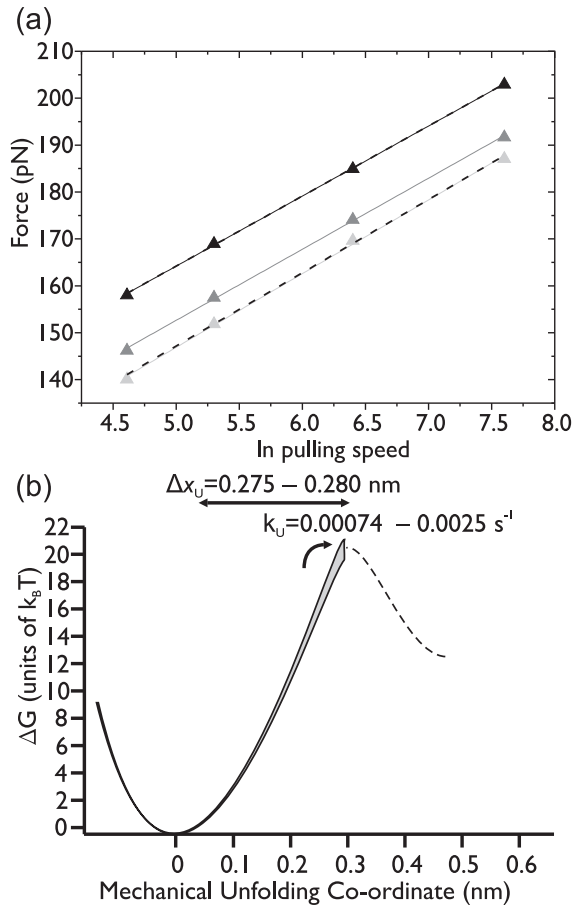 (a)
210
200
190
180
170
160
150
140
Force (pN)
4.5 5.0 5.5 6.0 6.5 7.0 7.5 8.0
ln pulling speed
(b)
Δxᵤ=0.275 – 0.280 nm
kᵤ=0.00074 – 0.0025 s⁻¹
22
20
18
16
14
12
10
8
6
4
2
0
ΔG (units of k_BT)
0 0.1 0.2 0.3 0.4 0.5 0.6
Mechanical Unfolding Co-ordinate (nm)